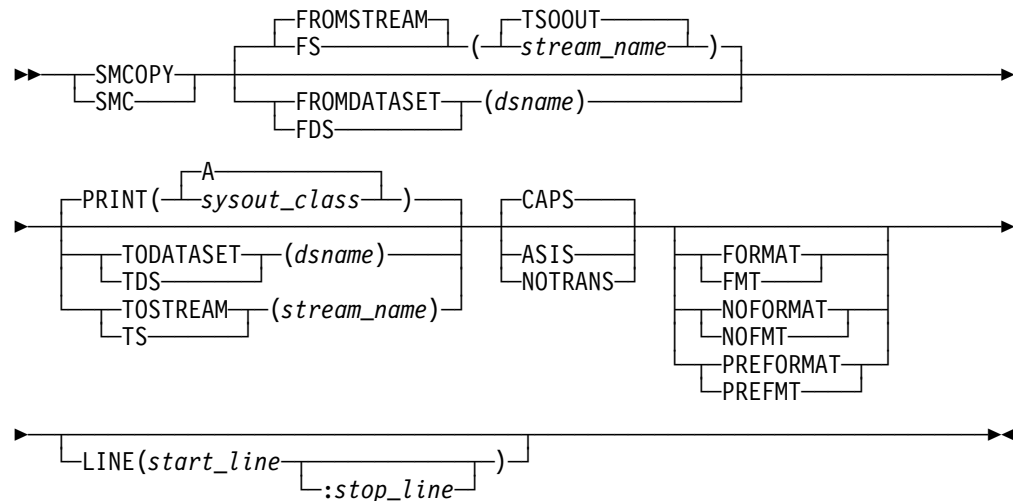 FROMSTREAM TSOOUT
FS ( stream_name )
SMCOPY
SMC FROMDATASET (dsname)
FDS
A
PRINT( sysout_class ) CAPS
TODATASET (dsname) ASIS FORMAT
TDS NOTRANS FMT
TOSTREAM (stream_name) NOFORMAT
TS NOFMT
PREFORMAT
PREFMT
LINE(start_line )
:stop_line